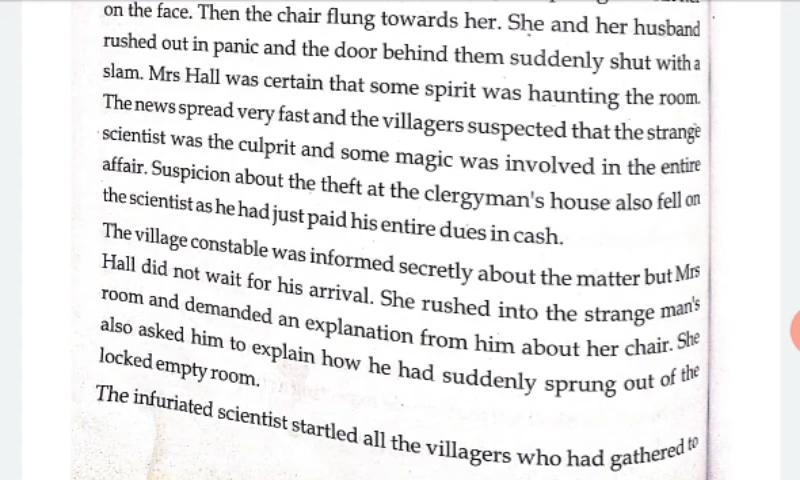 on the face. Then the chair flung towards her. She and her husband
rushed out in panic and the door behind them suddenly shut with a
slam. Mrs Hall was certain that some spirit was haunting the room.
The news spread very fast and the villagers suspected that the strange
scientist was the culprit and some magic was involved in the entire
affair. Suspicion about the theft at the clergyman's house also fell on
the scientist as he had just paid his entire dues in cash.
The village constable was informed secretly about the matter but Mrs
Hall did not wait for his arrival. She rushed into the strange man's
room and demanded an explanation from him about her chair. She
also asked him to explain how he had suddenly sprung out of the
locked empty room.
The infuriated scientist startled all the villagers who had gathered to